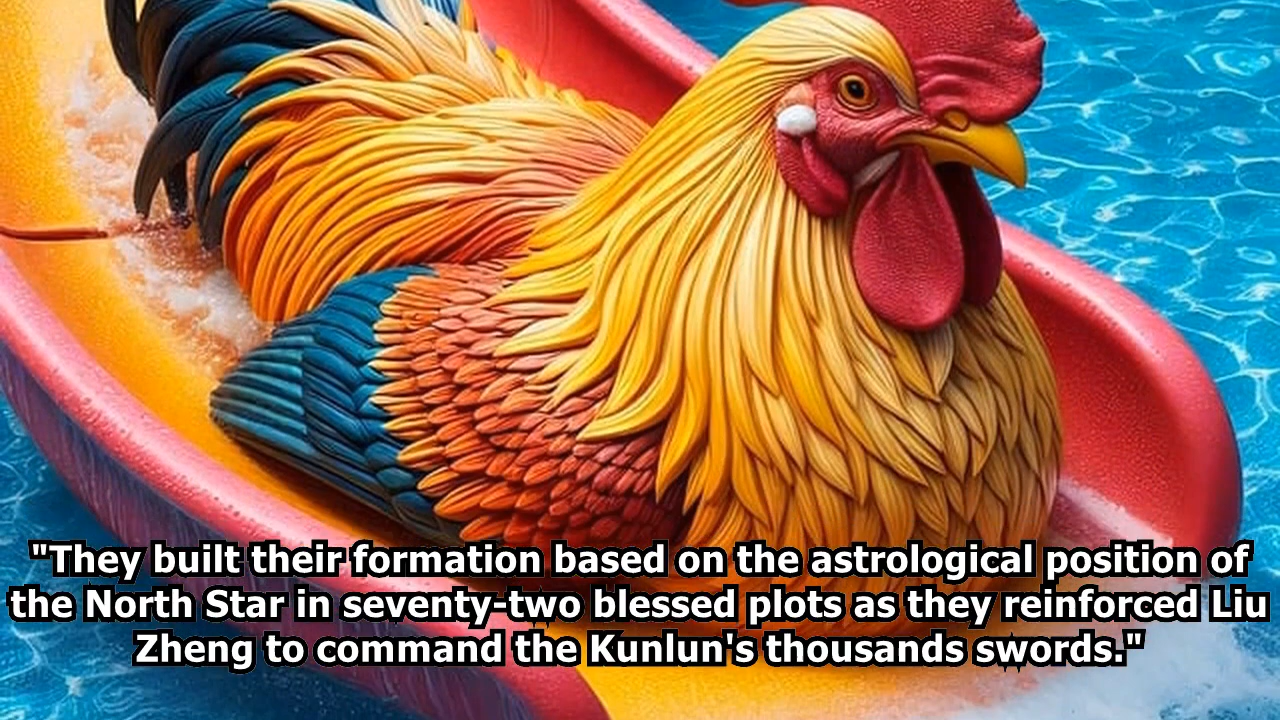 "They built their formation based on the astrological position of
the North Star in seventy-two blessed plots as they reinforced Liu
Zheng to command the Kunlun's thousands swords."